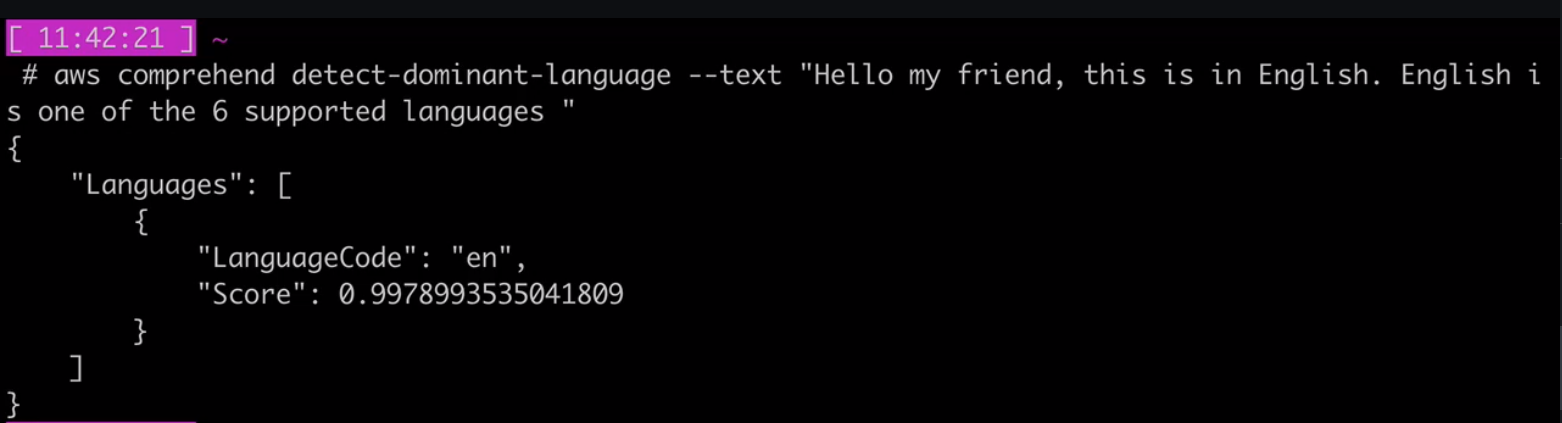 [ 11:42:21 ] ~
# aws comprehend detect-dominant-language --text "Hello my friend, this is in English. English i
s one of the 6 supported languages "
{
    "Languages": [
        {
            "LanguageCode": "en",
            "Score": 0.9978993535041809
        }
    ]
}